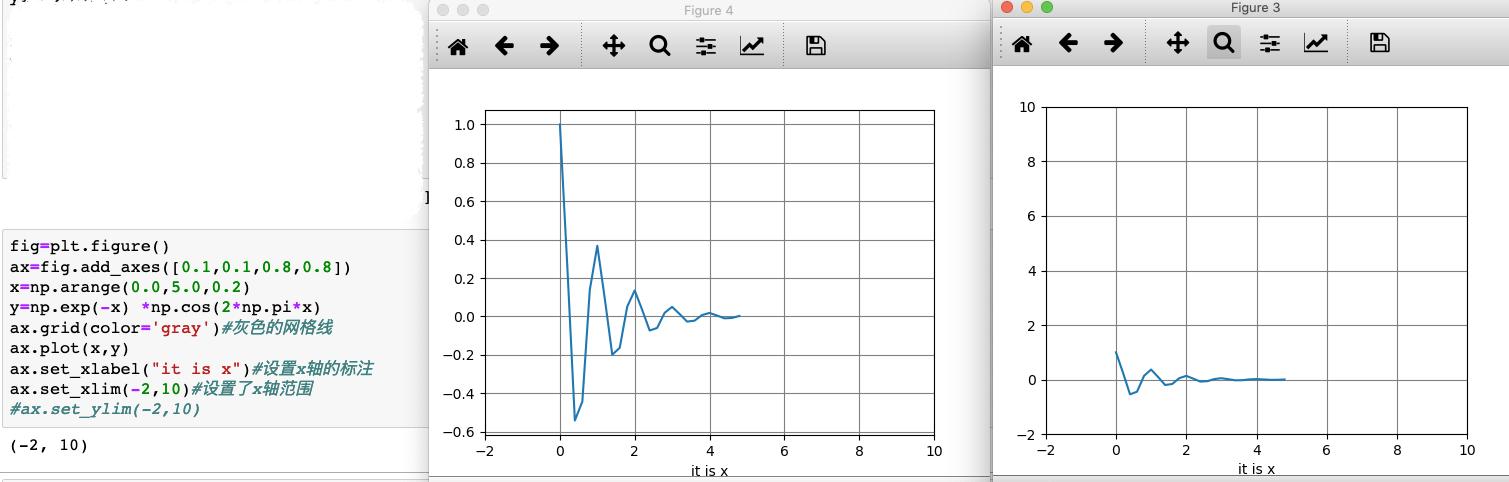 fig=plt.figure()
ax=fig.add_axes([0.1,0.1,0.8,0.8])
x=np.arange(0.0,5.0,0.2)
y=np.exp(-x) *np.cos(2*np.pi*x)
ax.grid(color='gray')#灰色的网格线
ax.plot(x,y)
ax.set_xlabel("it is x")#设置x轴的标注
ax.set_xlim(-2,10)#设置了x轴范围
#ax.set_ylim(-2,10)
(-2, 10)
Figure 4
1.0
0.8
0.6
0.4
0.2
0.0
−0.2
−0.4
−0.6
−2 0 2 4 6 8 10
it is x
Figure 3
10
8
6
4
2
0
−2
−2 0 2 4 6 8 10
it is x